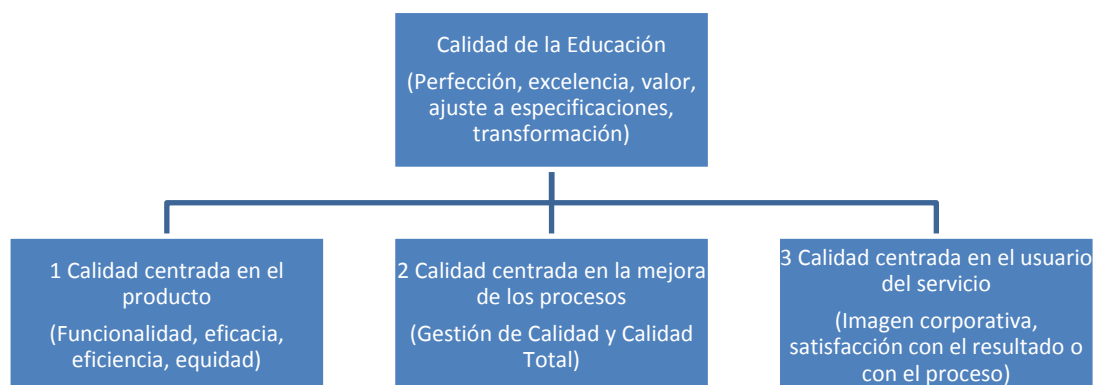 Calidad de la Educación
(Perfección, excelencia, valor,
ajuste a especificaciones,
transformación)
1 Calidad centrada en el
producto
(Funcionalidad, eficacia,
eficiencia, equidad)
2 Calidad centrada en la mejora
de los procesos
(Gestión de Calidad y Calidad
Total)
3 Calidad centrada en el usuario
del servicio
(Imagen corporativa,
satisfacción con el resultado o
con el proceso)